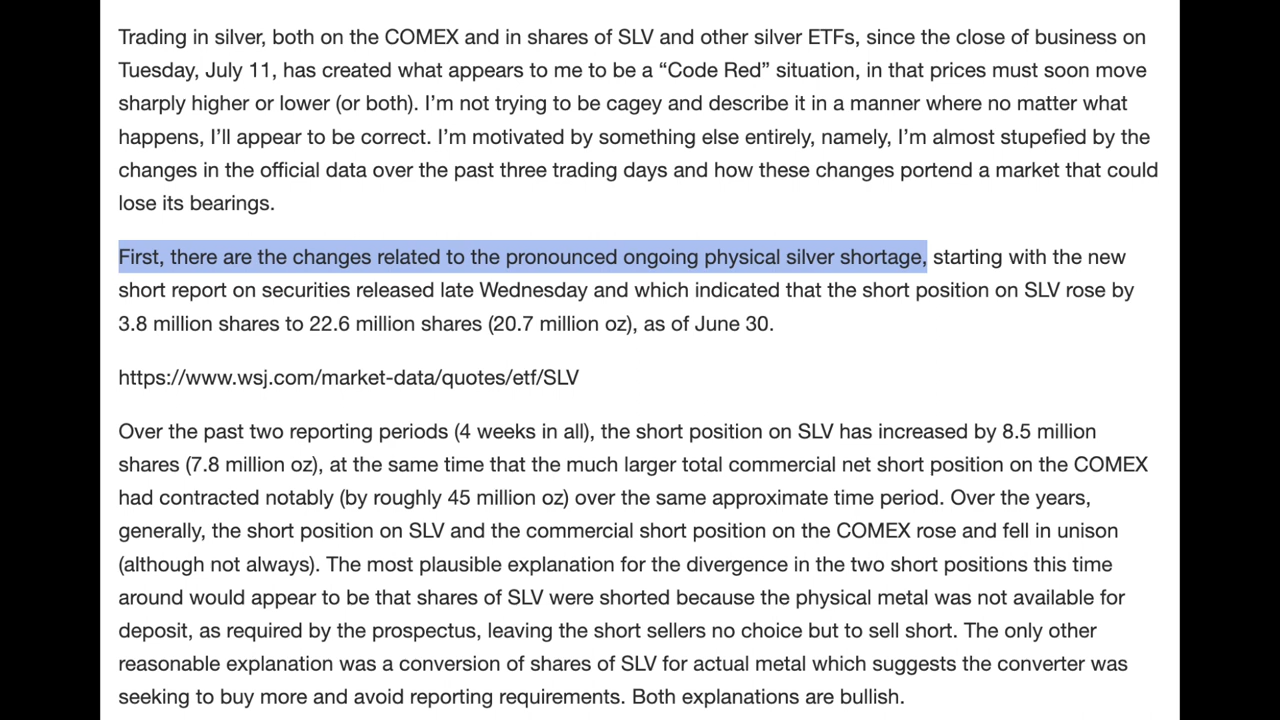 Trading in silver, both on the COMEX and in shares of SLV and other silver ETFs, since the close of business on
Tuesday, July 11, has created what appears to me to be a “Code Red” situation, in that prices must soon move
sharply higher or lower (or both). I’m not trying to be cagey and describe it in a manner where no matter what
happens, I’ll appear to be correct. I’m motivated by something else entirely, namely, I’m almost stupefied by the
changes in the official data over the past three trading days and how these changes portend a market that could
lose its bearings.
First, there are the changes related to the pronounced ongoing physical silver shortage, starting with the new
short report on securities released late Wednesday and which indicated that the short position on SLV rose by
3.8 million shares to 22.6 million shares (20.7 million oz), as of June 30.
https://www.wsj.com/market-data/quotes/etf/SLV
Over the past two reporting periods (4 weeks in all), the short position on SLV has increased by 8.5 million
shares (7.8 million oz), at the same time that the much larger total commercial net short position on the COMEX
had contracted notably (by roughly 45 million oz) over the same approximate time period. Over the years,
generally, the short position on SLV and the commercial short position on the COMEX rose and fell in unison
(although not always). The most plausible explanation for the divergence in the two short positions this time
around would appear to be that shares of SLV were shorted because the physical metal was not available for
deposit, as required by the prospectus, leaving the short sellers no choice but to sell short. The only other
reasonable explanation was a conversion of shares of SLV for actual metal which suggests the converter was
seeking to buy more and avoid reporting requirements. Both explanations are bullish.